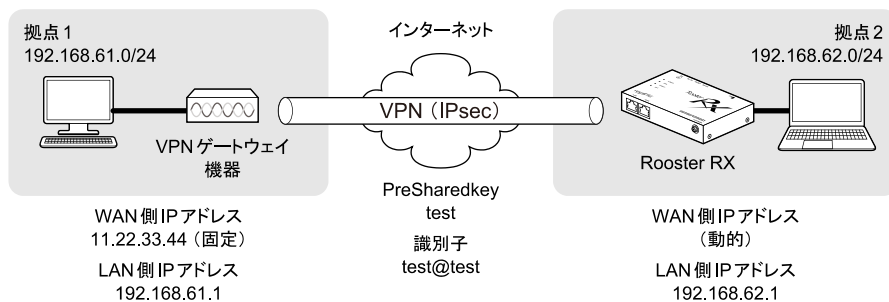 拠点1
192.168.61.0/24
VPNゲートウェイ
機器
WAN側IPアドレス
11.22.33.44（固定）
LAN側IPアドレス
192.168.61.1
インターネット
VPN（IPsec）
PreSharedkey
test
識別子
test@test
拠点2
192.168.62.0/24
Rooster RX
WAN側IPアドレス
（動的）
LAN側IPアドレス
192.168.62.1